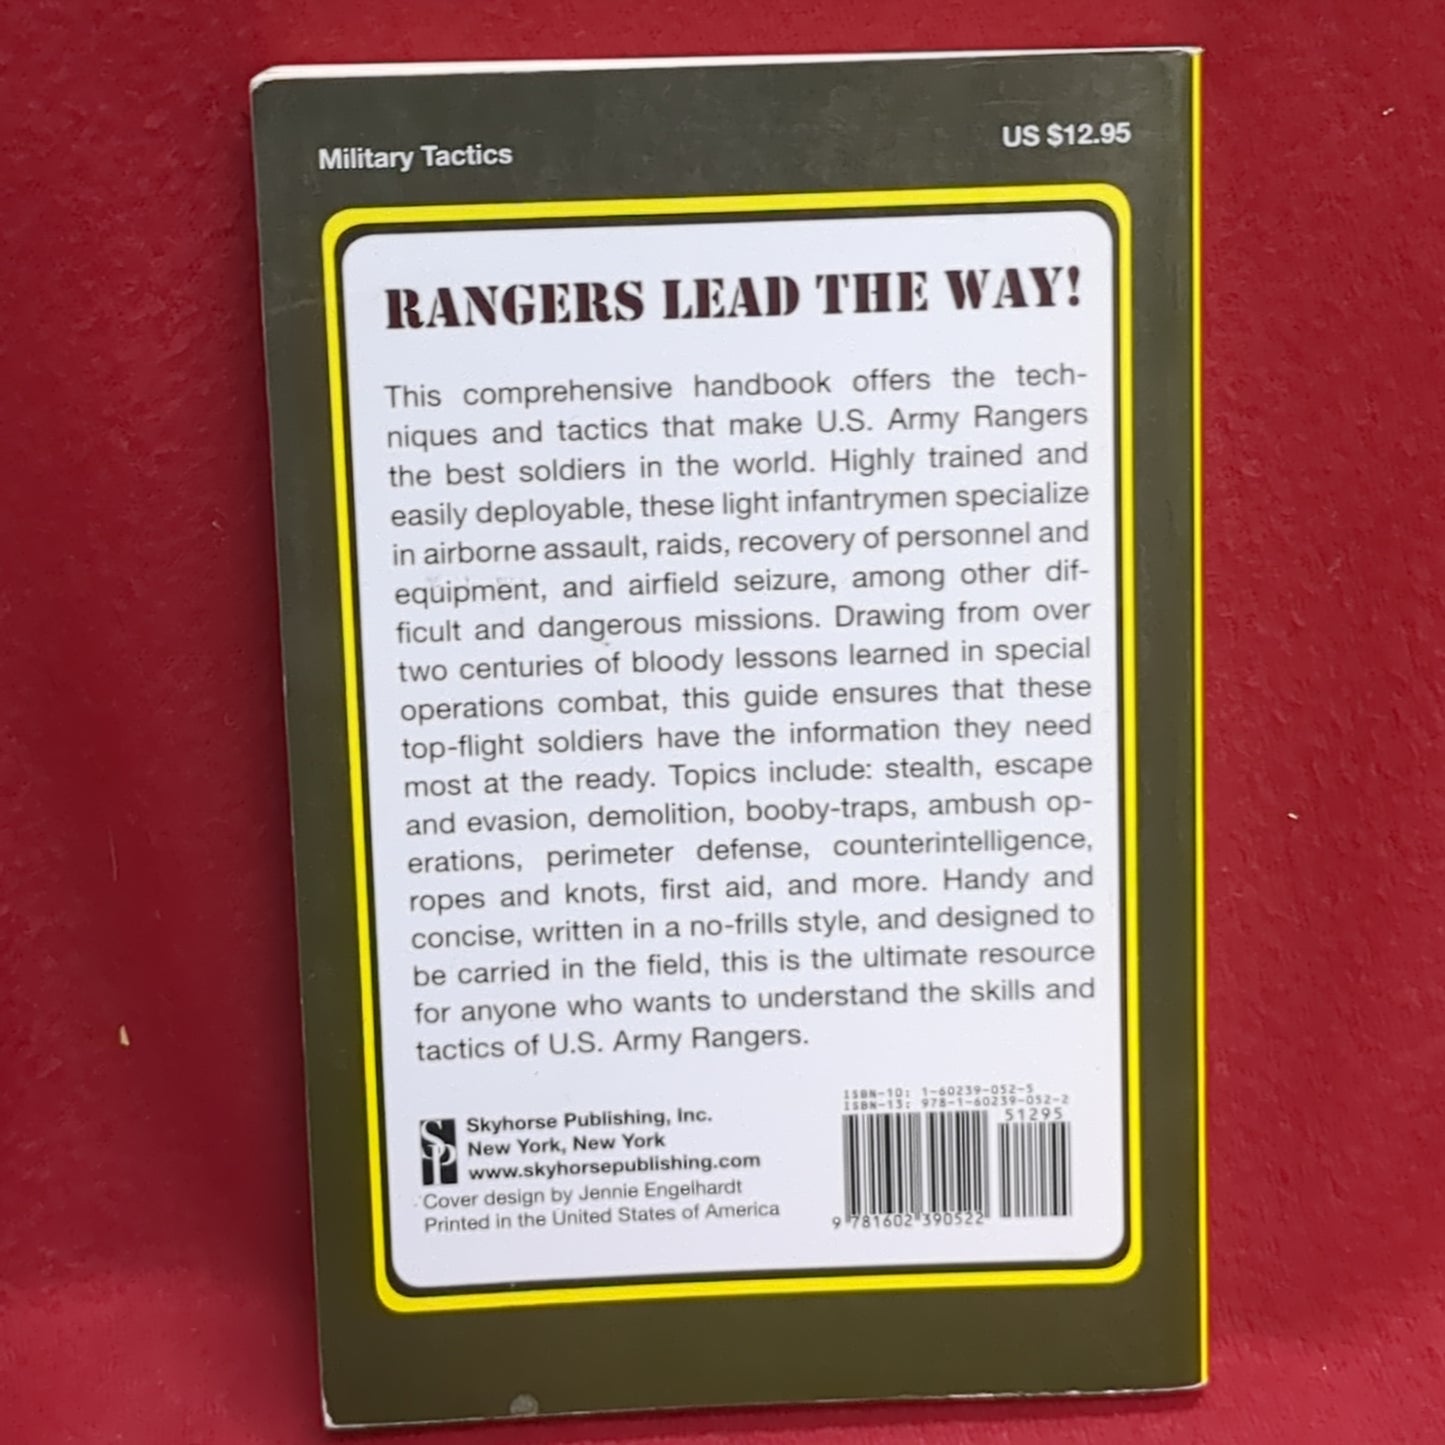 Military Tactics
US $12.95
RANGERS LEAD THE WAY!
This comprehensive handbook offers the tech-
niques and tactics that make U.S. Army Rangers
the best soldiers in the world. Highly trained and
easily deployable, these light infantrymen specialize
in airborne assault, raids, recovery of personnel and
equipment, and airfield seizure, among other dif-
ficult and dangerous missions. Drawing from over
two centuries of bloody lessons learned in special
operations combat, this guide ensures that these
top-flight soldiers have the information they need
most at the ready. Topics include: stealth, escape
and evasion, demolition, booby-traps, ambush op-
erations, perimeter defense, counterintelligence,
ropes and knots, first aid, and more. Handy and
concise, written in a no-frills style, and designed to
be carried in the field, this is the ultimate resource
for anyone who wants to understand the skills and
tactics of U.S. Army Rangers.
SP
Skyhorse Publishing, Inc.
New York, New York
www.skyhorsepublishing.com
Cover design by Jennie Engelhardt
Printed in the United States of America
ISBN-10: 1-60239-052-5
ISBN-13: 978-1-60239-052-2
51295
9 781602 390522